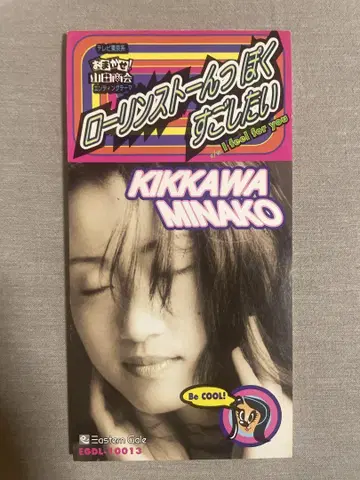 テレビ東京系
おまかせ!
山田商会
エンディングテーマ
ローリンストーんっぽく
すごしたい
c/w I feel for you
KIKKAWA
MINAKO
Be COOL!
Eastern Gale
EGDL-10013